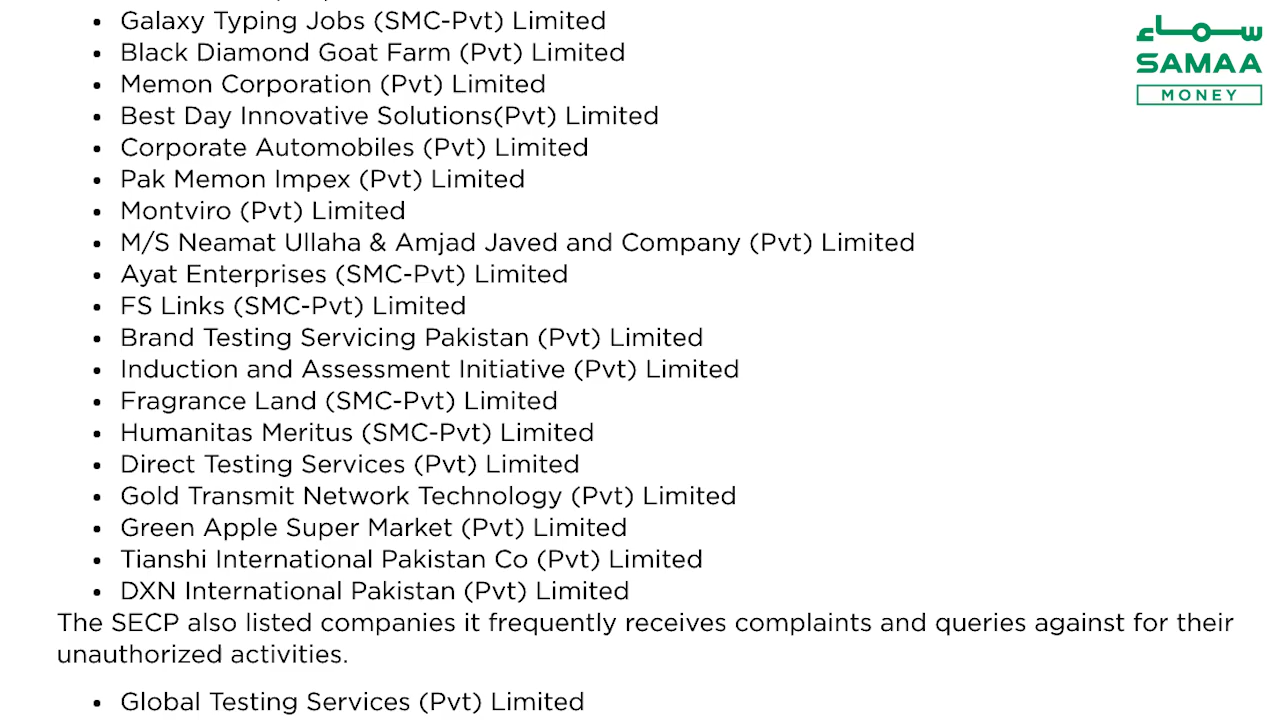 • Galaxy Typing Jobs (SMC-Pvt) Limited
• Black Diamond Goat Farm (Pvt) Limited
• Memon Corporation (Pvt) Limited
• Best Day Innovative Solutions(Pvt) Limited
• Corporate Automobiles (Pvt) Limited
• Pak Memon Impex (Pvt) Limited
• Montviro (Pvt) Limited
• M/S Neamat Ullaha & Amjad Javed and Company (Pvt) Limited
• Ayat Enterprises (SMC-Pvt) Limited
• FS Links (SMC-Pvt) Limited
• Brand Testing Servicing Pakistan (Pvt) Limited
• Induction and Assessment Initiative (Pvt) Limited
• Fragrance Land (SMC-Pvt) Limited
• Humanitas Meritus (SMC-Pvt) Limited
• Direct Testing Services (Pvt) Limited
• Gold Transmit Network Technology (Pvt) Limited
• Green Apple Super Market (Pvt) Limited
• Tianshi International Pakistan Co (Pvt) Limited
• DXN International Pakistan (Pvt) Limited
The SECP also listed companies it frequently receives complaints and queries against for their
unauthorized activities.
• Global Testing Services (Pvt) Limited
سماء
SAMAA
MONEY